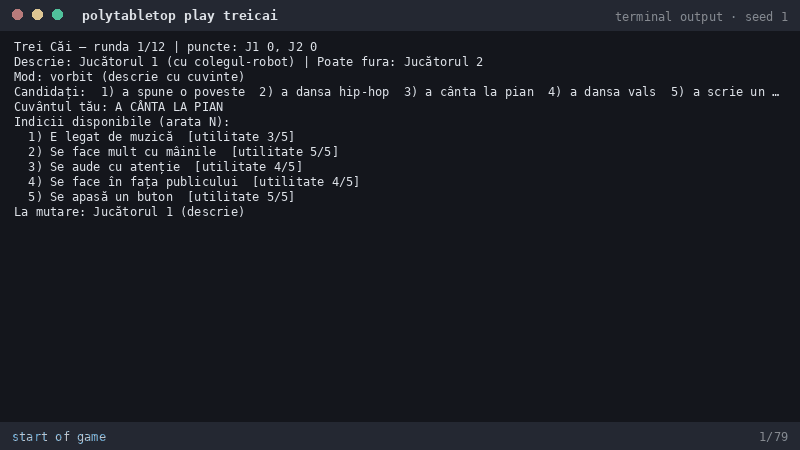 polytabletop play treicai
terminal output · seed 1
Trei Căi — runda 1/12 | puncte: J1 0, J2 0
Descrie: Jucătorul 1 (cu colegul-robot) | Poate fura: Jucătorul 2
Mod: vorbit (descrie cu cuvinte)
Candidați:  1) a spune o poveste  2) a dansa hip-hop  3) a cânta la pian  4) a dansa vals  5) a scrie un …
Cuvântul tău: A CÂNTA LA PIAN
Indicii disponibile (arata N):
1) E legat de muzică  [utilitate 3/5]
2) Se face mult cu mâinile  [utilitate 5/5]
3) Se aude cu atenție  [utilitate 4/5]
4) Se face în fața publicului  [utilitate 4/5]
5) Se apasă un buton  [utilitate 5/5]
La mutare: Jucătorul 1 (descrie)
start of game
1/79